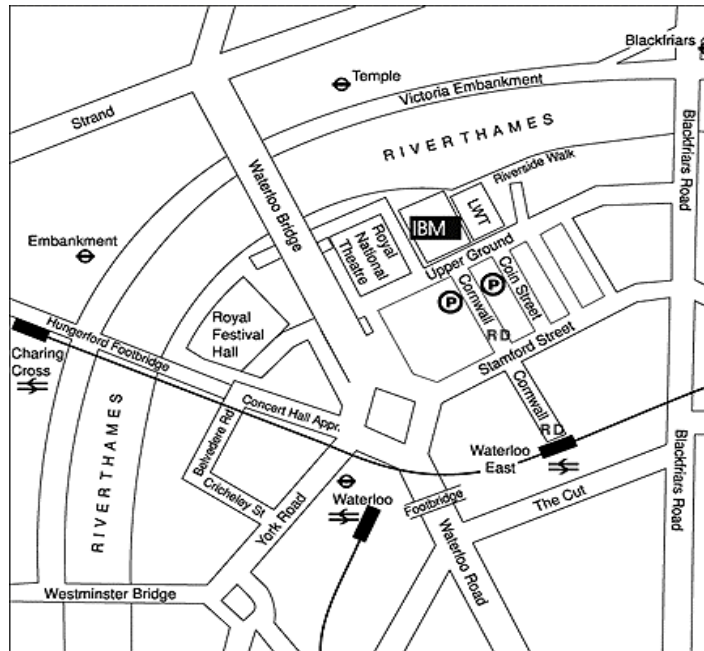 Blackfriars
Temple
Victoria Embankment
Strand
RIVERTHAMES
Blackfriars Road
Waterloo Bridge
Riverside Walk
LWT
IBM
Royal
National
Theatre
Embankment
Upper Ground
P
P
Cornwall
RD
Coin Street
Royal
Festival
Hall
Hungerford Footbridge
Stamford Street
Charing
Cross
Cornwall
RD
Concert Hall Appr.
Belvedere Rd
RIVERTHAMES
Waterloo
East
Cricheley St
Waterloo
York Road
Footbridge
The Cut
Blackfriars Road
Waterloo Road
Westminster Bridge